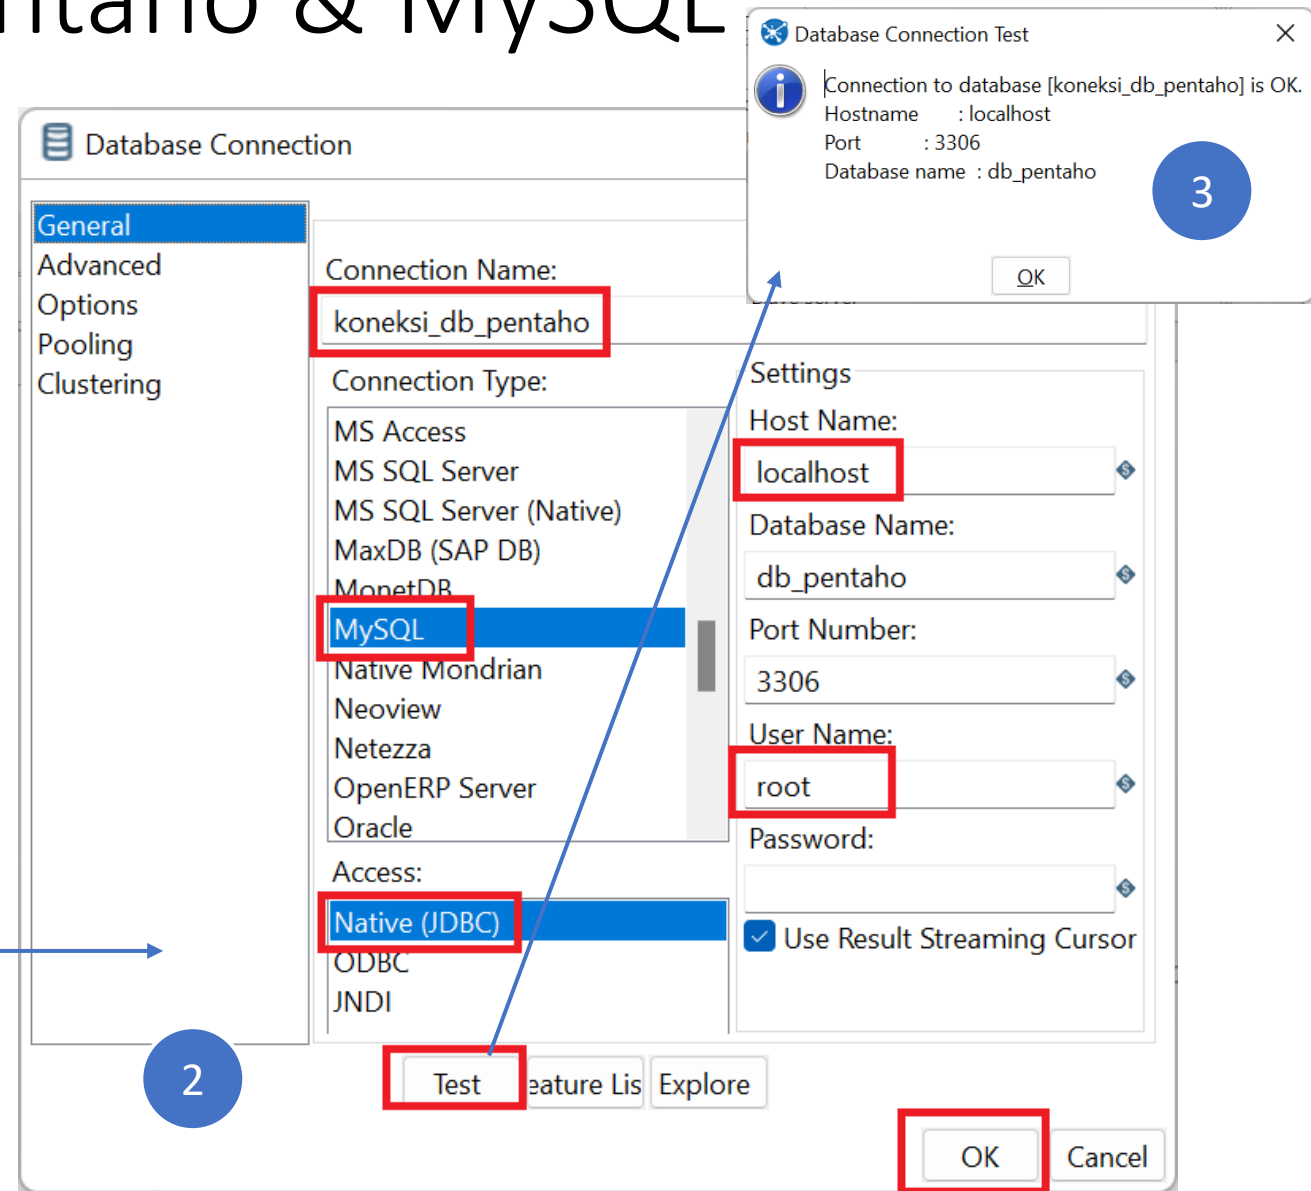 ntaho & MySQL
Database Connection Test
Connection to database [koneksi_db_pentaho] is OK.
Hostname : localhost
Port : 3306
Database name : db_pentaho
3
OK
Database Connection
General
Advanced
Options
Pooling
Clustering
Connection Name:
koneksi_db_pentaho
Connection Type:
MS Access
MS SQL Server
MS SQL Server (Native)
MaxDB (SAP DB)
MonetDB
MySQL
Native Mondrian
Neoview
Netezza
OpenERP Server
Oracle
Access:
Native (JDBC)
ODBC
JNDI
Settings
Host Name:
localhost
Database Name:
db_pentaho
Port Number:
3306
User Name:
root
Password:
Use Result Streaming Cursor
2
Test
eature Lis
Explore
OK
Cancel